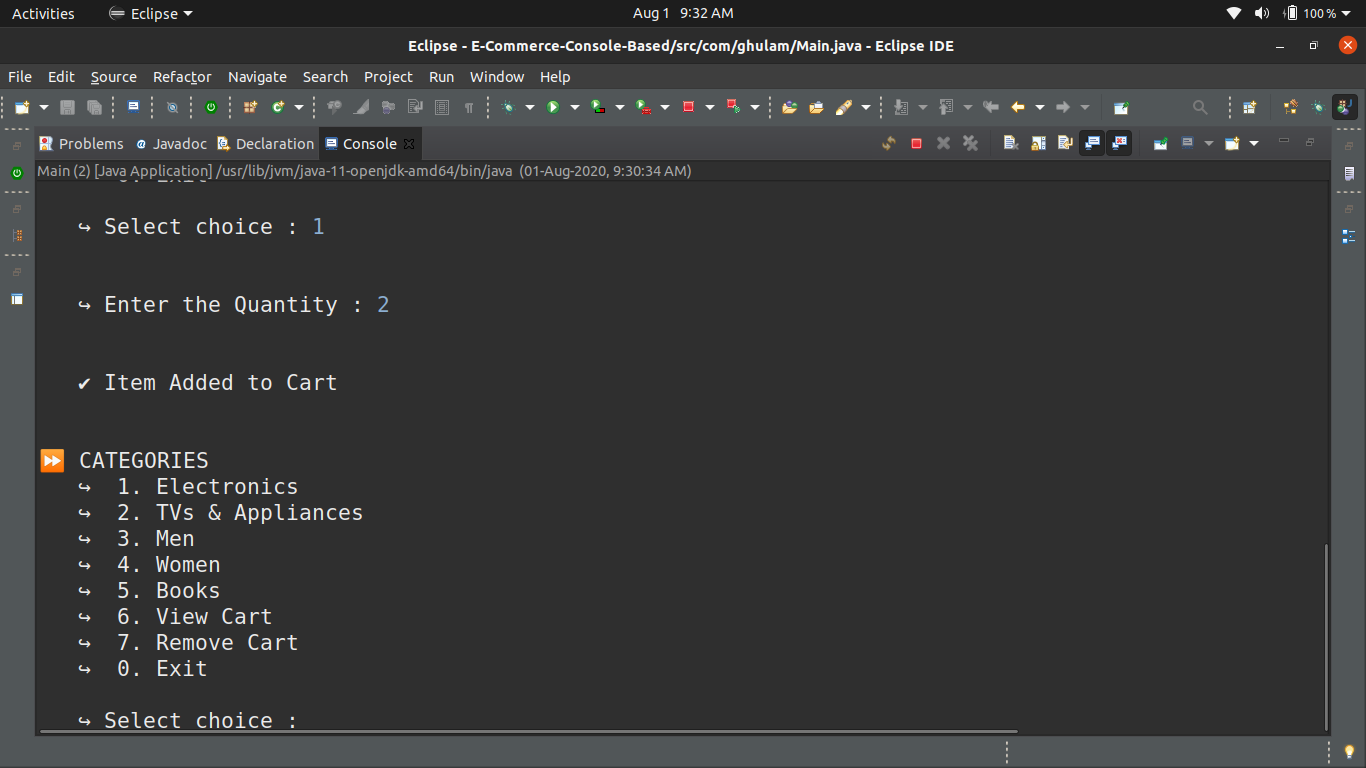 Activities Eclipse Aug 1 9:32 AM 100 %
Eclipse - E-Commerce-Console-Based/src/com/ghulam/Main.java - Eclipse IDE
File Edit Source Refactor Navigate Search Project Run Window Help
Problems @ Javadoc Declaration Console
Main (2) [Java Application] /usr/lib/jvm/java-11-openjdk-amd64/bin/java (01-Aug-2020, 9:30:34 AM)
↪ 0. Exit
↪ Select choice : 1
↪ Enter the Quantity : 2
✔ Item Added to Cart
⏩ CATEGORIES
↪ 1. Electronics
↪ 2. TVs & Appliances
↪ 3. Men
↪ 4. Women
↪ 5. Books
↪ 6. View Cart
↪ 7. Remove Cart
↪ 0. Exit
↪ Select choice :